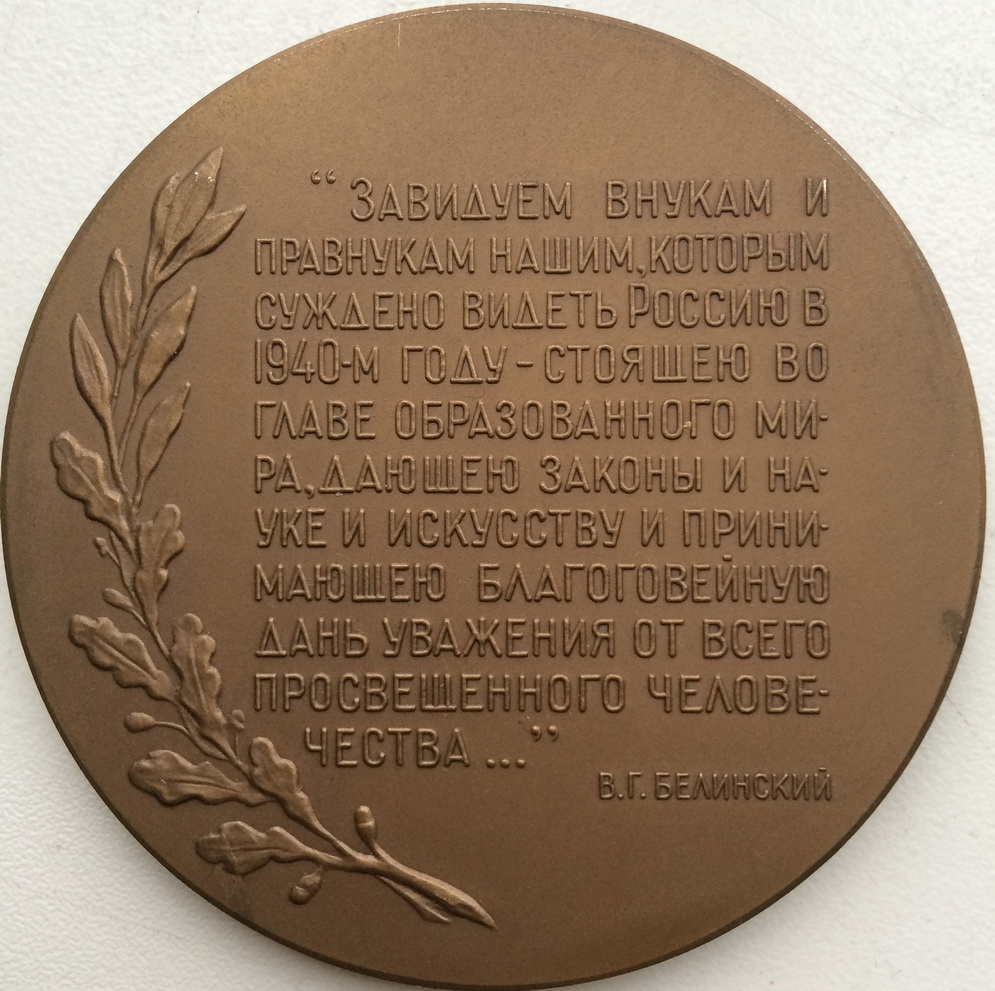 “ ЗАВИДУЕМ ВНУКАМ И
ПРАВНУКАМ НАШИМ, КОТОРЫМ
СУЖДЕНО ВИДЕТЬ РОССИЮ В
1940-М ГОДУ - СТОЯЩЕЮ ВО
ГЛАВЕ ОБРАЗОВАННОГО МИ-
РА, ДАЮЩЕЮ ЗАКОНЫ И НА-
УКЕ И ИСКУССТВУ И ПРИНИ-
МАЮЩЕЮ БЛАГОГОВЕЙНУЮ
ДАНЬ УВАЖЕНИЯ ОТ ВСЕГО
ПРОСВЕЩЕННОГО ЧЕЛОВЕ-
ЧЕСТВА ...”
В.Г. БЕЛИНСКИЙ